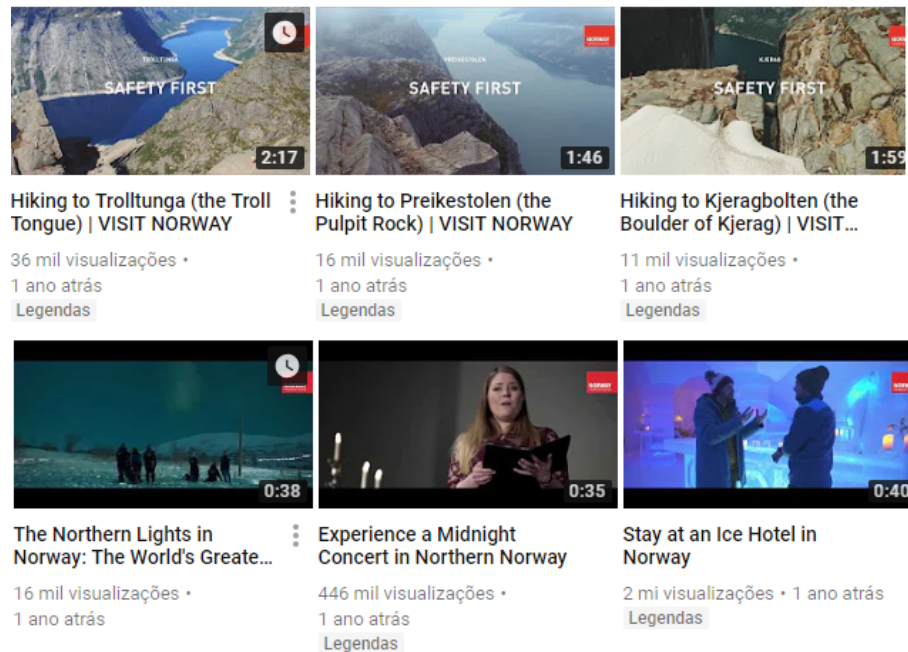 TROLLTUNGA
SAFETY FIRST
2:17
NORWAY
PREIKESTOLEN
SAFETY FIRST
1:46
KJERAG
SAFETY FIRST
1:59
Hiking to Trolltunga (the Troll
Tongue) | VISIT NORWAY
36 mil visualizações •
1 ano atrás
Legendas
Hiking to Preikestolen (the
Pulpit Rock) | VISIT NORWAY
16 mil visualizações •
1 ano atrás
Legendas
Hiking to Kjeragbolten (the
Boulder of Kjerag) | VISIT...
11 mil visualizações •
1 ano atrás
Legendas
0:38
NORWAY
0:35
0:40
The Northern Lights in
Norway: The World's Greate...
16 mil visualizações •
1 ano atrás
Experience a Midnight
Concert in Northern Norway
446 mil visualizações •
1 ano atrás
Legendas
Stay at an Ice Hotel in
Norway
2 mi visualizações • 1 ano atrás
Legendas